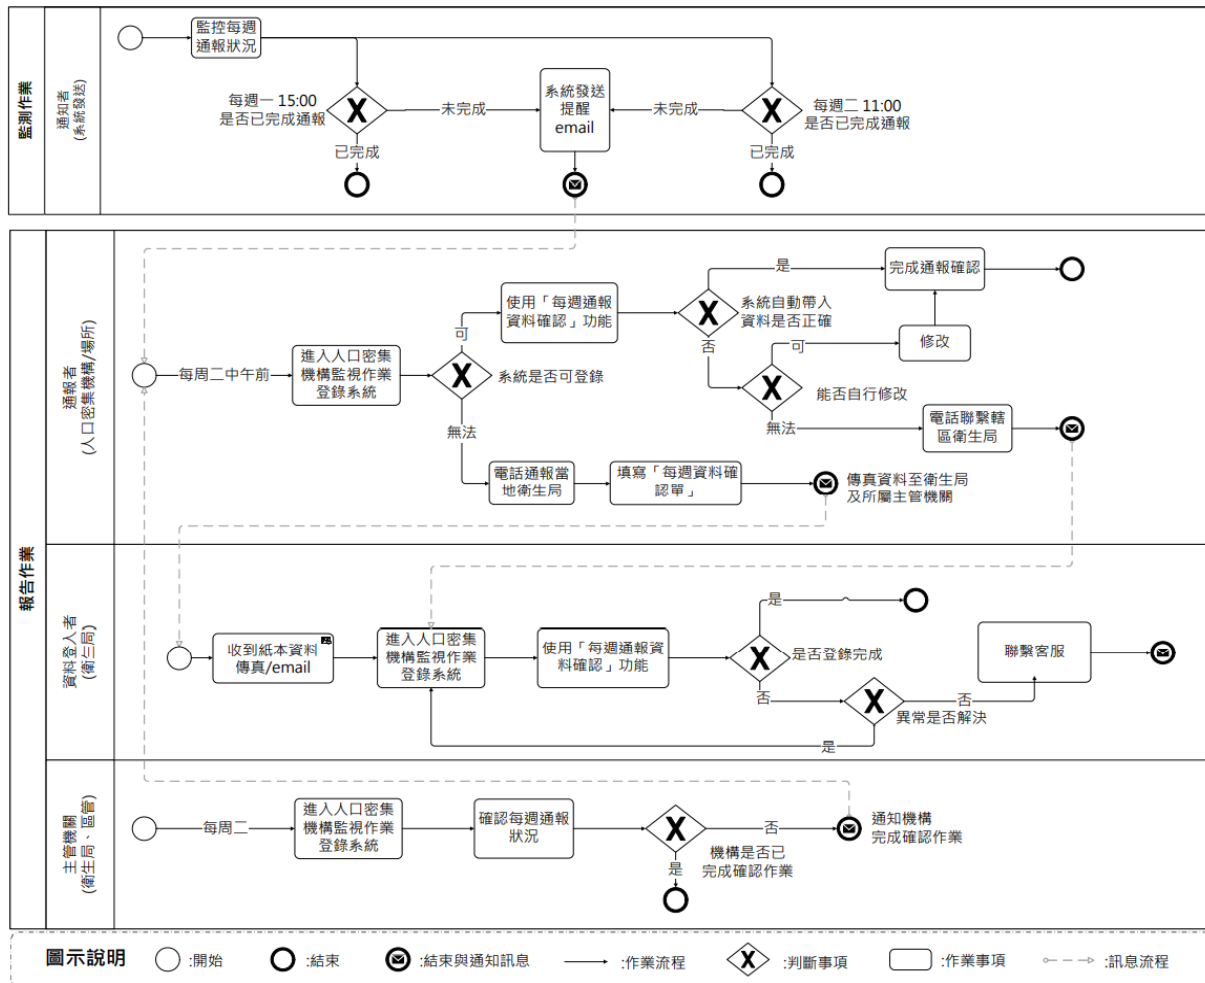 監測作業
通知者
(系統發送)
監控每週
通報狀況
每週一 15:00
是否已完成通報
未完成
系統發送
提醒
email
未完成
每週二 11:00
是否已完成通報
已完成
已完成
報告作業
通報者
(人口密集機構/場所)
每周二中午前
進入人口密集
機構監視作業
登錄系統
可
系統是否可登錄
無法
使用「每週通報
資料確認」功能
是
系統自動帶入
資料是否正確
否
完成通報確認
可
修改
能否自行修改
無法
電話聯繫轄
區衛生局
電話通報當
地衛生局
填寫「每週資料確
認單」
傳真資料至衛生局
及所屬主管機關
資料登入者
(衛生局)
收到紙本資料
傳真/email
進入人口密集
機構監視作業
登錄系統
使用「每週通報資
料確認」功能
是
是否登錄完成
否
異常是否解決
否
是
聯繫客服
主管機關
(衛生局、區管)
每周二
進入人口密集
機構監視作業
登錄系統
確認每週通報
狀況
否
機構是否已
完成確認作業
是
通知機構
完成確認作業
圖示說明
:開始
:結束
:結束與通知訊息
:作業流程
:判斷事項
:作業事項
:訊息流程